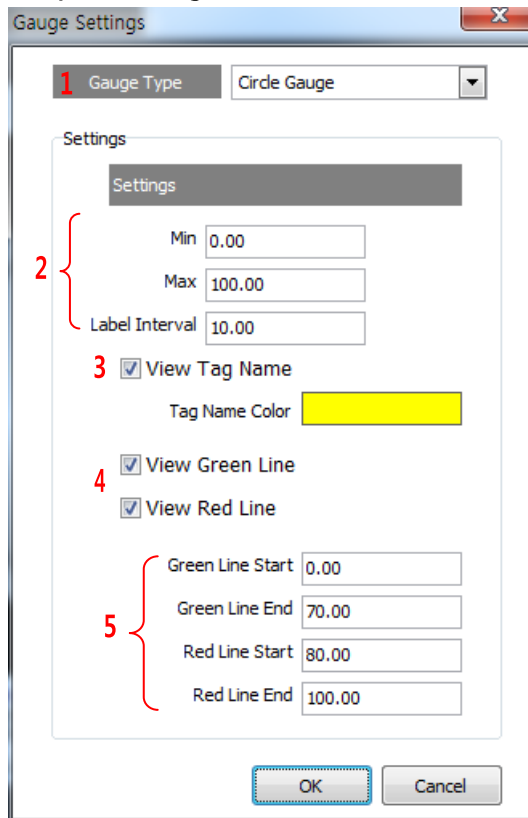 Gauge Settings
1 Gauge Type Circle Gauge
Settings
Settings
Min 0.00
2
Max 100.00
Label Interval 10.00
3 View Tag Name
Tag Name Color
View Green Line
4
View Red Line
Green Line Start 0.00
Green Line End 70.00
5
Red Line Start 80.00
Red Line End 100.00
OK Cancel